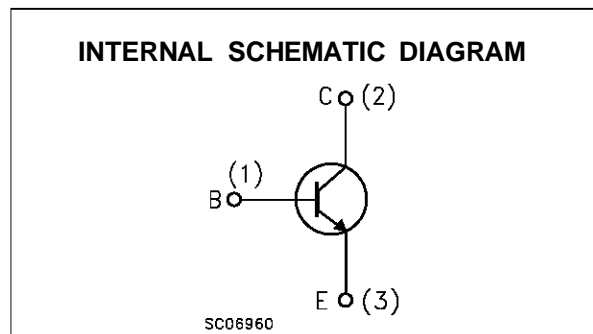 INTERNAL SCHEMATIC DIAGRAM
C (2)
(1)
B
E (3)
SC06960